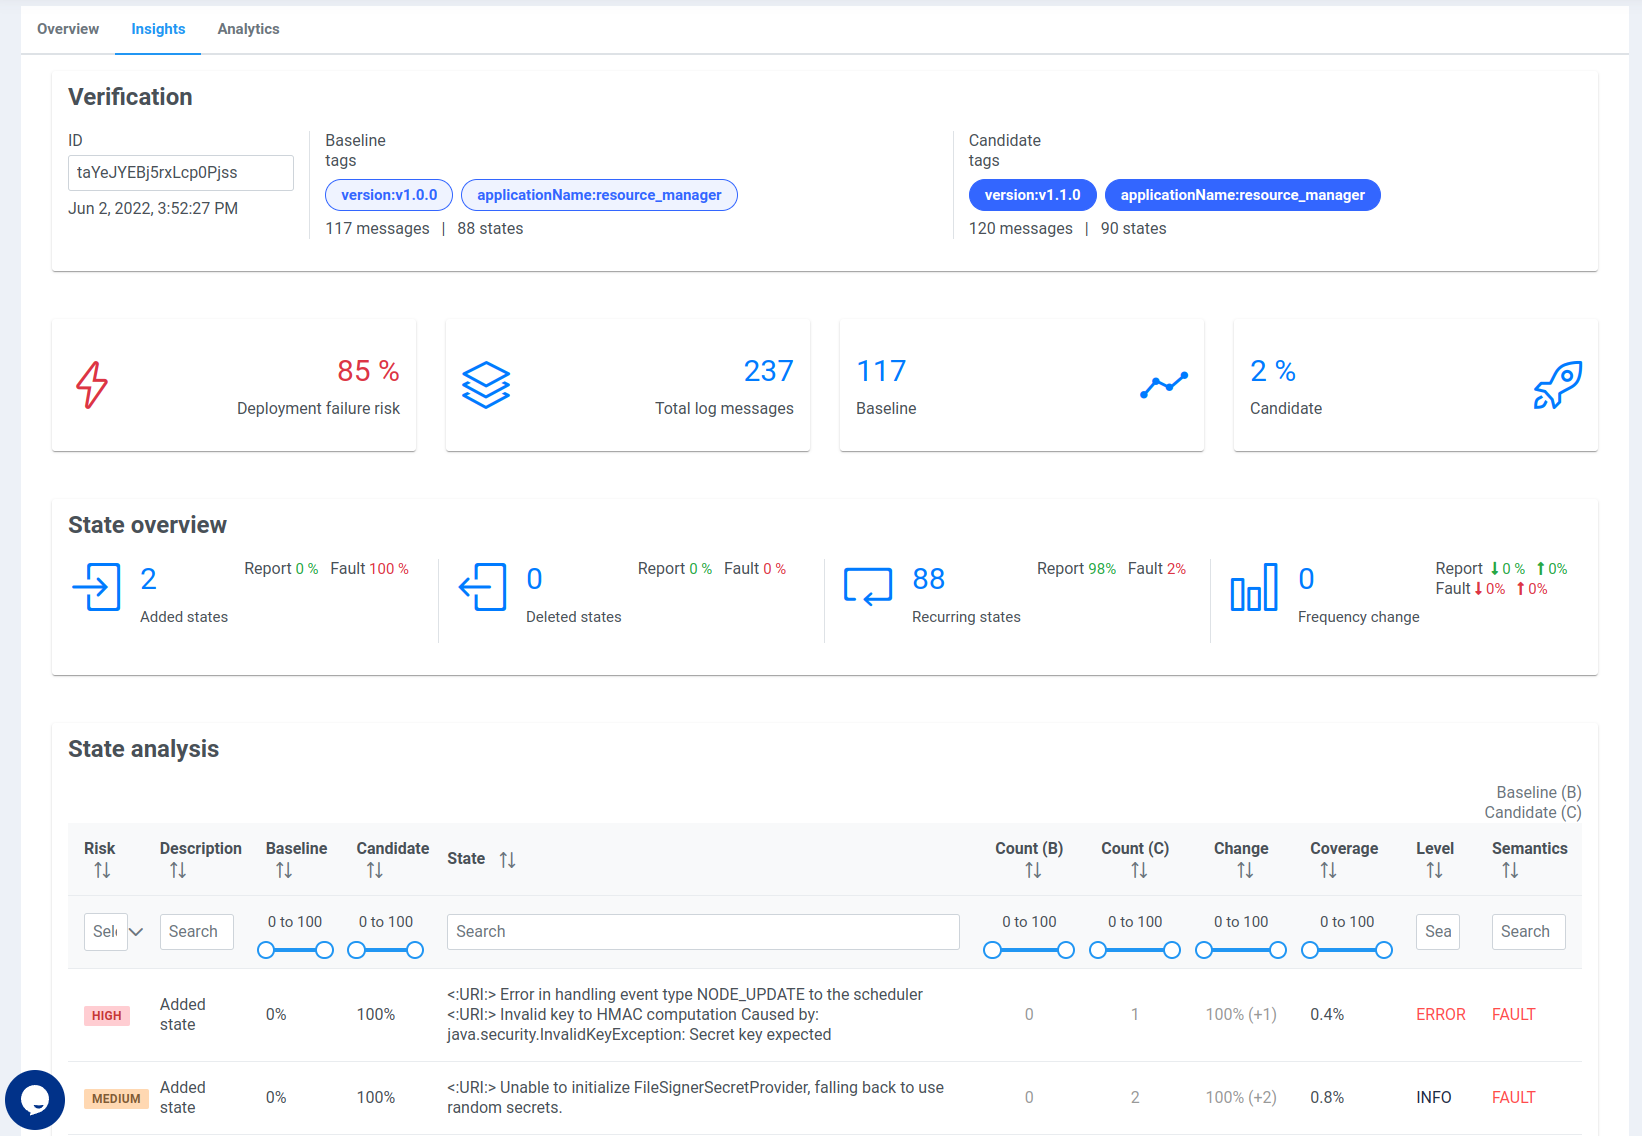 Overview Insights Analytics
Verification
ID
taYeJYEBj5rxLcp0Pjss
Jun 2, 2022, 3:52:27 PM
Baseline
tags
version:v1.0.0 applicationName:resource_manager
117 messages | 88 states
Candidate
tags
version:v1.1.0 applicationName:resource_manager
120 messages | 90 states
85 %
Deployment failure risk
237
Total log messages
117
Baseline
2 %
Candidate
State overview
2
Added states
Report 0 % Fault 100 %
0
Deleted states
Report 0 % Fault 0 %
88
Recurring states
Report 98% Fault 2%
0
Frequency change
Report ↓0 % ↑0%
Fault ↓0% ↑0%
State analysis
Baseline (B)
Candidate (C)
Risk Description Baseline Candidate State Count (B) Count (C) Change Coverage Level Semantics
0 to 100 0 to 100 0 to 100 0 to 100 0 to 100 0 to 100
Sel Search Search Sea Search
HIGH
Added
state
0% 100%
<:URI:> Error in handling event type NODE_UPDATE to the scheduler
<:URI:> Invalid key to HMAC computation Caused by:
java.security.InvalidKeyException: Secret key expected
0 1 100% (+1) 0.4% ERROR FAULT
MEDIUM
Added
state
0% 100%
<:URI:> Unable to initialize FileSignerSecretProvider, falling back to use
random secrets.
0 2 100% (+2) 0.8% INFO FAULT